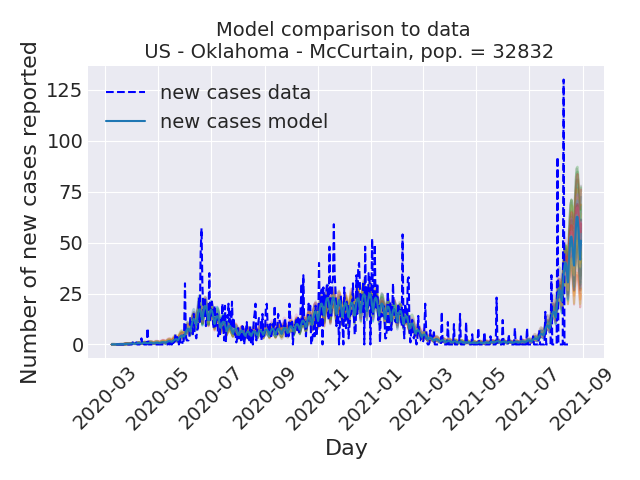 Model comparison to data
US - Oklahoma - McCurtain, pop. = 32832
Number of new cases reported
125
100
75
50
25
0
new cases data
new cases model
2020-03
2020-05
2020-07
2020-09
2020-11
2021-01
2021-03
2021-05
2021-07
2021-09
Day